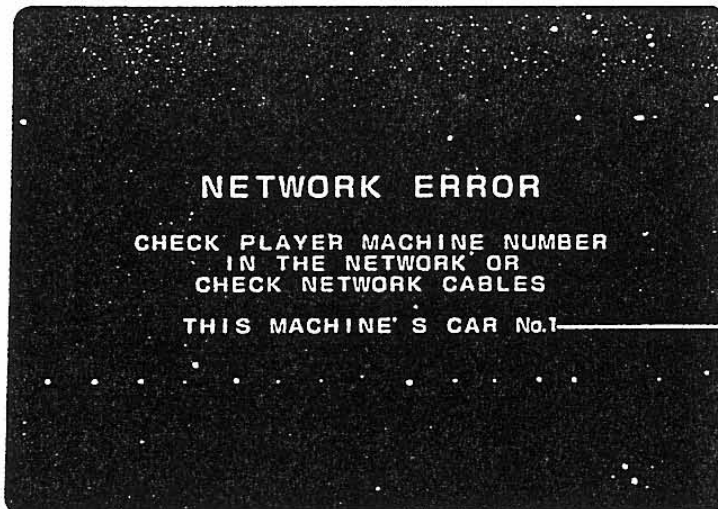 NETWORK ERROR
CHECK PLAYER MACHINE NUMBER
IN THE NETWORK OR
CHECK NETWORK CABLES
THIS MACHINE'S CAR No.1